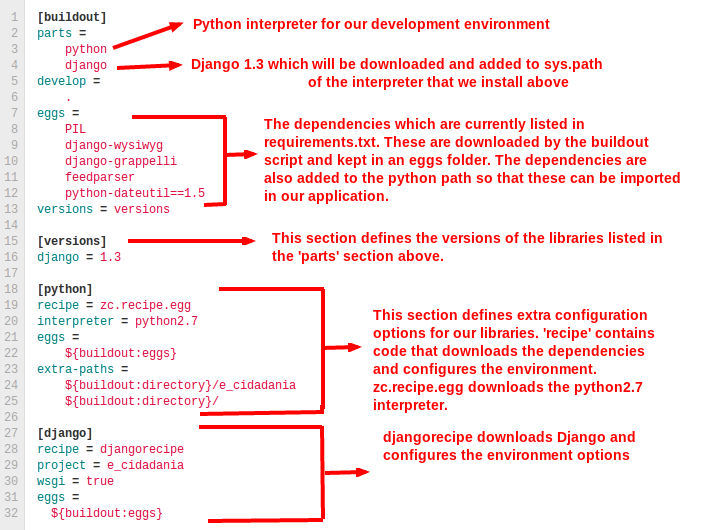 1 [buildout]
2 parts =
3 python
4 django
5 develop =
6 .
7 eggs =
8 PIL
9 django-wysiwyg
10 django-grappelli
11 feedparser
12 python-dateutil==1.5
13 versions = versions
14
15 [versions]
16 django = 1.3
17
18 [python]
19 recipe = zc.recipe.egg
20 interpreter = python2.7
21 eggs =
22 ${buildout:eggs}
23 extra-paths =
24 ${buildout:directory}/e_cidadania
25 ${buildout:directory}/
26
27 [django]
28 recipe = djangorecipe
29 project = e_cidadania
30 wsgi = true
31 eggs =
32 ${buildout:eggs}
Python interpreter for our development environment
Django 1.3 which will be downloaded and added to sys.path
of the interpreter that we install above
The dependencies which are currently listed in
requirements.txt. These are downloaded by the buildout
script and kept in an eggs folder. The dependencies are
also added to the python path so that these can be imported
in our application.
This section defines the versions of the libraries listed in
the 'parts' section above.
This section defines extra configuration
options for our libraries. 'recipe' contains
code that downloads the dependencies
and configures the environment.
zc.recipe.egg downloads the python2.7
interpreter.
djangorecipe downloads Django and
configures the environment options